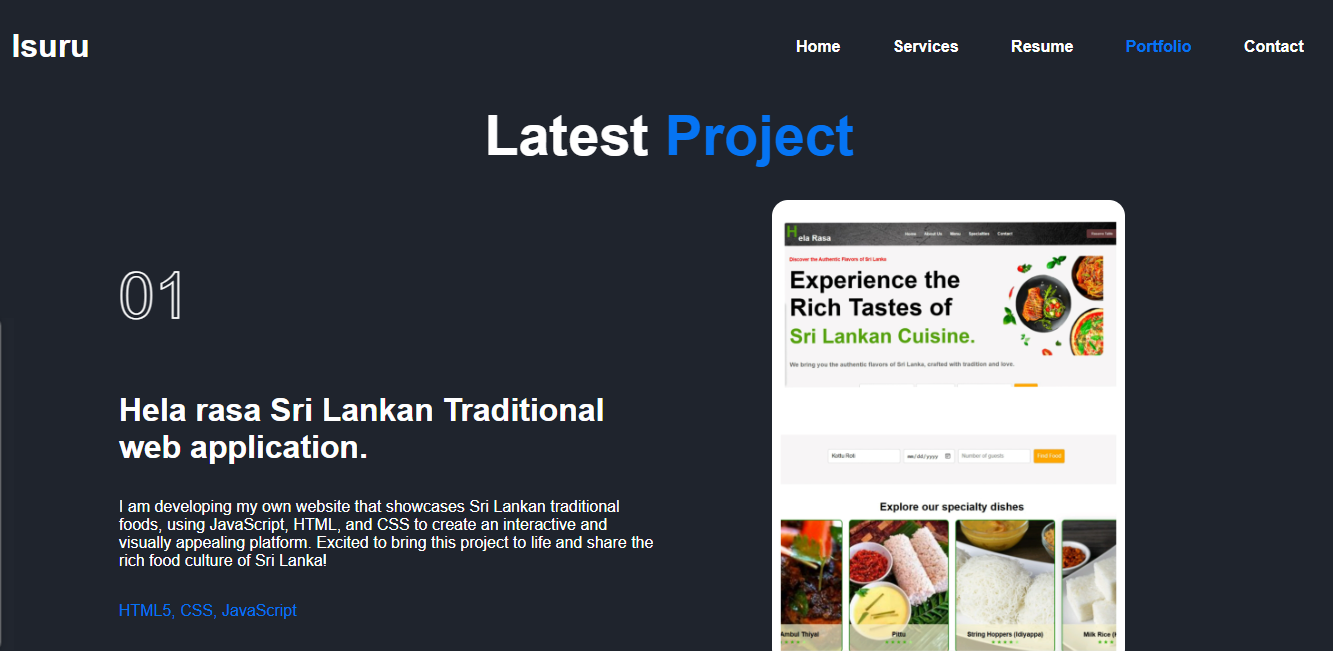 Isuru
Home Services Resume Portfolio Contact
Latest Project
01
Hela rasa Sri Lankan Traditional
web application.
I am developing my own website that showcases Sri Lankan traditional
foods, using JavaScript, HTML, and CSS to create an interactive and
visually appealing platform. Excited to bring this project to life and share the
rich food culture of Sri Lanka!
HTML5, CSS, JavaScript
Hela Rasa
Home About Us Menu Specialties Contact
Discover the Authentic Flavors of Sri Lanka
Experience the
Rich Tastes of
Sri Lankan Cuisine.
We bring you the authentic flavors of Sri Lanka, crafted with tradition and love.
Kottu Roti mm/dd/yyyy Number of guests Find Food
Explore our specialty dishes
Ambul Thiyal Pittu String Hoppers (Idiyappa) Milk Rice (